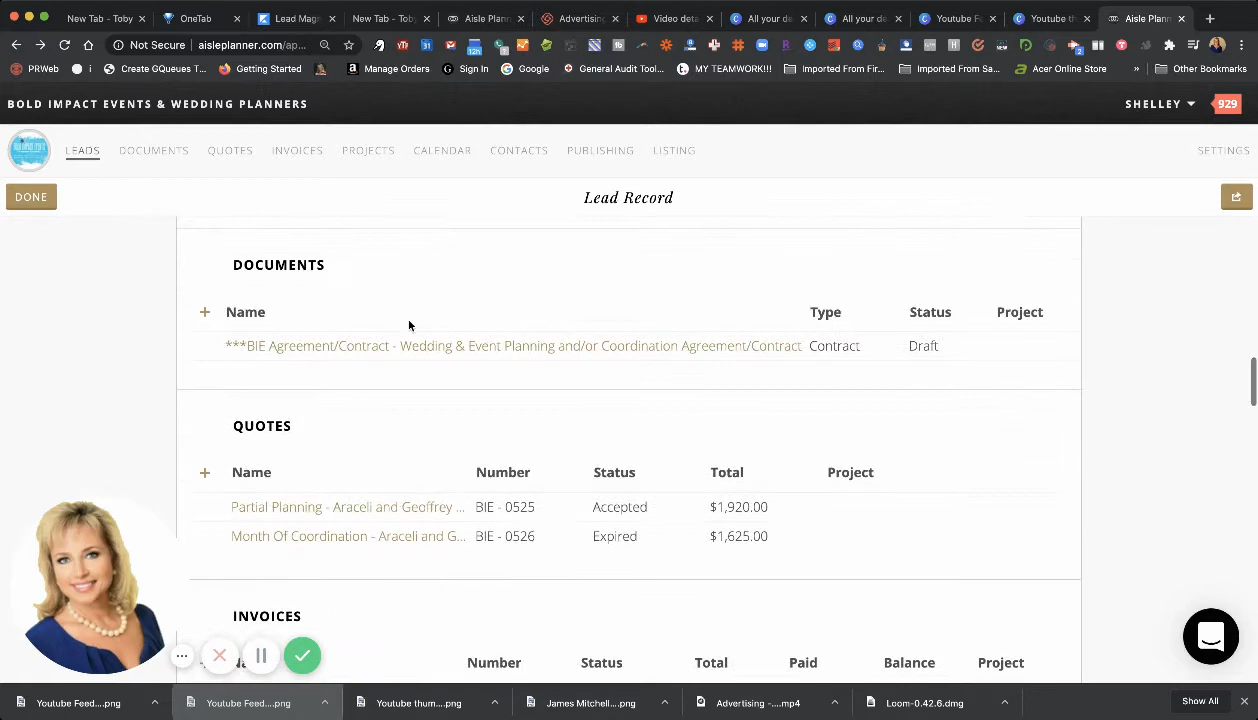 New Tab - Toby
OneTab
Lead Magn
New Tab - Toby
Aisle Plann
Advertising
Video deta
All your de
All your de
Youtube Fe
Youtube th
Aisle Plann
Not Secure | aisleplanner.com/ap...
PRWeb
i
Create GQueues T...
Getting Started
Manage Orders
Sign In
Google
General Audit Tool...
MY TEAMWORK!!!
Imported From Fir...
Imported From Sa...
Acer Online Store
»
Other Bookmarks
BOLD IMPACT EVENTS & WEDDING PLANNERS
SHELLEY
929
LEADS DOCUMENTS QUOTES INVOICES PROJECTS CALENDAR CONTACTS PUBLISHING LISTING SETTINGS
DONE
Lead Record
DOCUMENTS
+ Name Type Status Project
***BIE Agreement/Contract - Wedding & Event Planning and/or Coordination Agreement/Contract Contract Draft
QUOTES
+ Name Number Status Total Project
Partial Planning - Araceli and Geoffrey ... BIE - 0525 Accepted $1,920.00
Month Of Coordination - Araceli and G... BIE - 0526 Expired $1,625.00
INVOICES
Number Status Total Paid Balance Project
Youtube Feed....png
Youtube Feed....png
Youtube thum....png
James Mitchell....png
Advertising -....mp4
Loom-0.42.6.dmg
Show All